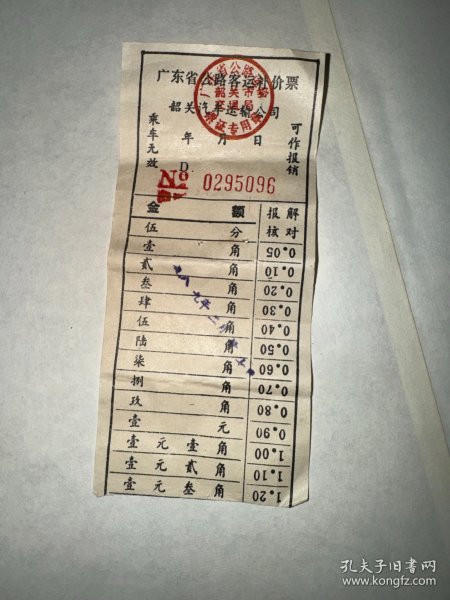 广东省公路客运补价票
韶关汽车运输公司
年 月 日
乘车无效
可作报销
D.
№ 0295096
金 额 报核 解对
伍 分 0.05
壹 角 0.10
贰 角 0.20
叁 角 0.30
肆 角 0.40
伍 角 0.50
陆 角 0.60
柒 角 0.70
捌 角 0.80
玖 角 0.90
壹 元 1.00
壹 元 壹 角 1.10
壹 元 贰 角 1.20
壹 元 叁 角
孔夫子旧书网
www.kongfz.com